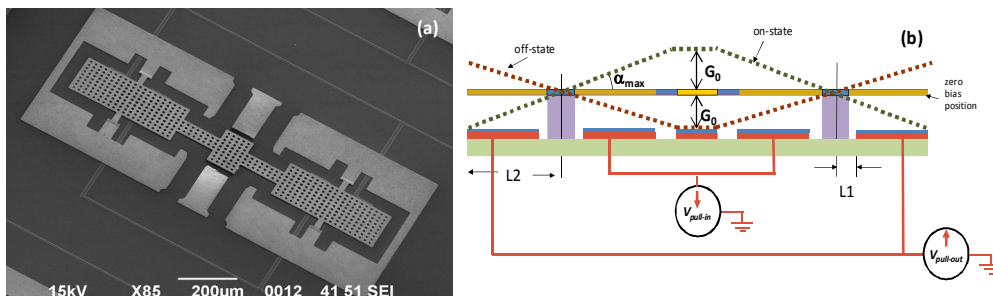 (a)
15kV X85 200µm 0012 41 51 SEI
(b)
off-state
on-state
G0
αmax
zero
bias
position
G0
L2
L1
Vpull-in
Vpull-out